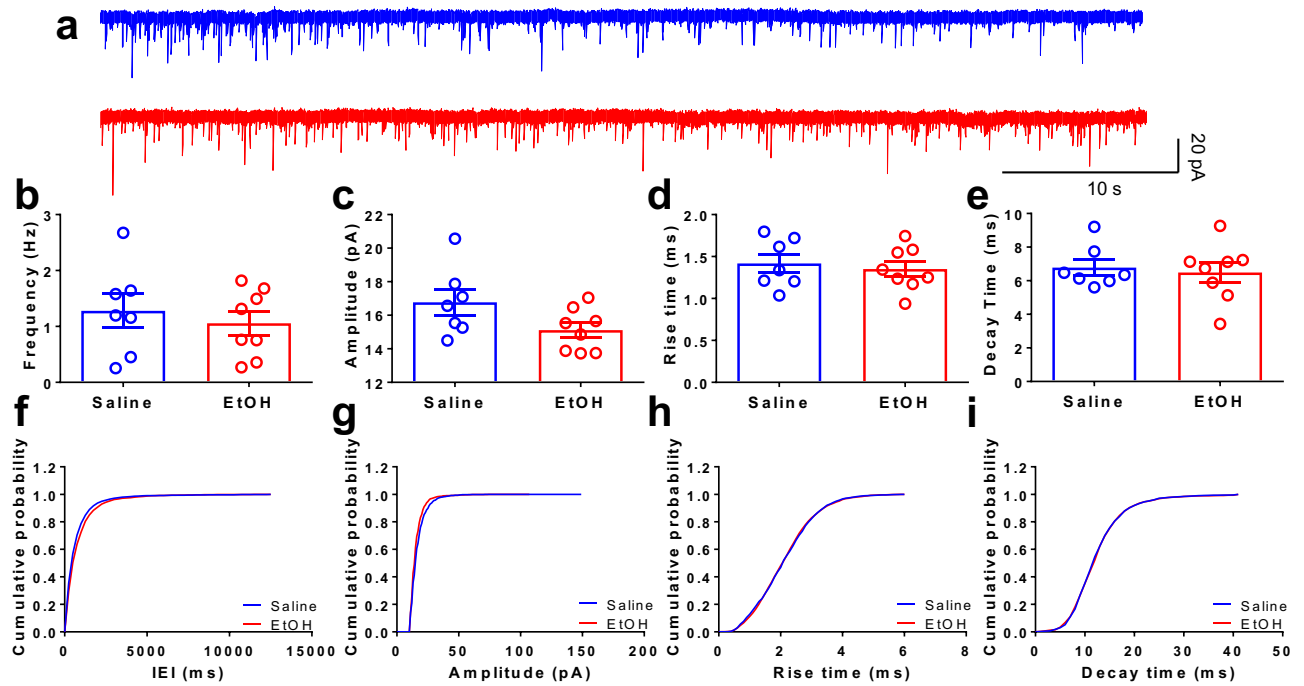 a
20 pA
10 s
b
c
d
e
Frequency (Hz)
3
2
1
0
Saline
EtOH
Amplitude (pA)
22
20
18
16
14
12
Saline
EtOH
Rise time (ms)
2.0
1.5
1.0
0.5
0.0
Saline
EtOH
Decay Time (ms)
10
8
6
4
2
0
Saline
EtOH
f
g
h
i
Cumulative probability
1.2
1.0
0.8
0.6
0.4
0.2
0.0
Saline
EtOH
0 5000 10000 15000
IEI (ms)
Cumulative probability
1.2
1.0
0.8
0.6
0.4
0.2
0.0
Saline
EtOH
0 50 100 150 200
Amplitude (pA)
Cumulative probability
1.2
1.0
0.8
0.6
0.4
0.2
0.0
Saline
EtOH
0 2 4 6 8
Rise time (ms)
Cumulative probability
1.2
1.0
0.8
0.6
0.4
0.2
0.0
Saline
EtOH
0 10 20 30 40 50
Decay time (ms)